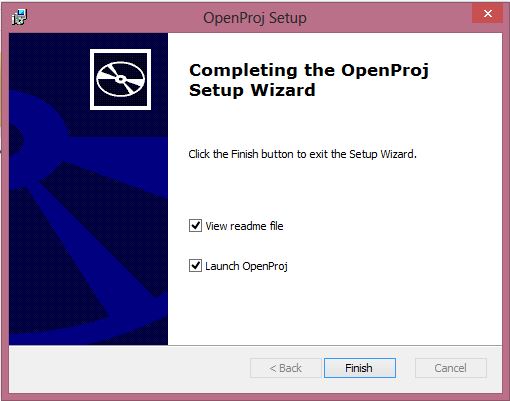 OpenProj Setup
Completing the OpenProj
Setup Wizard
Click the Finish button to exit the Setup Wizard.
View readme file
Launch OpenProj
< Back
Finish
Cancel